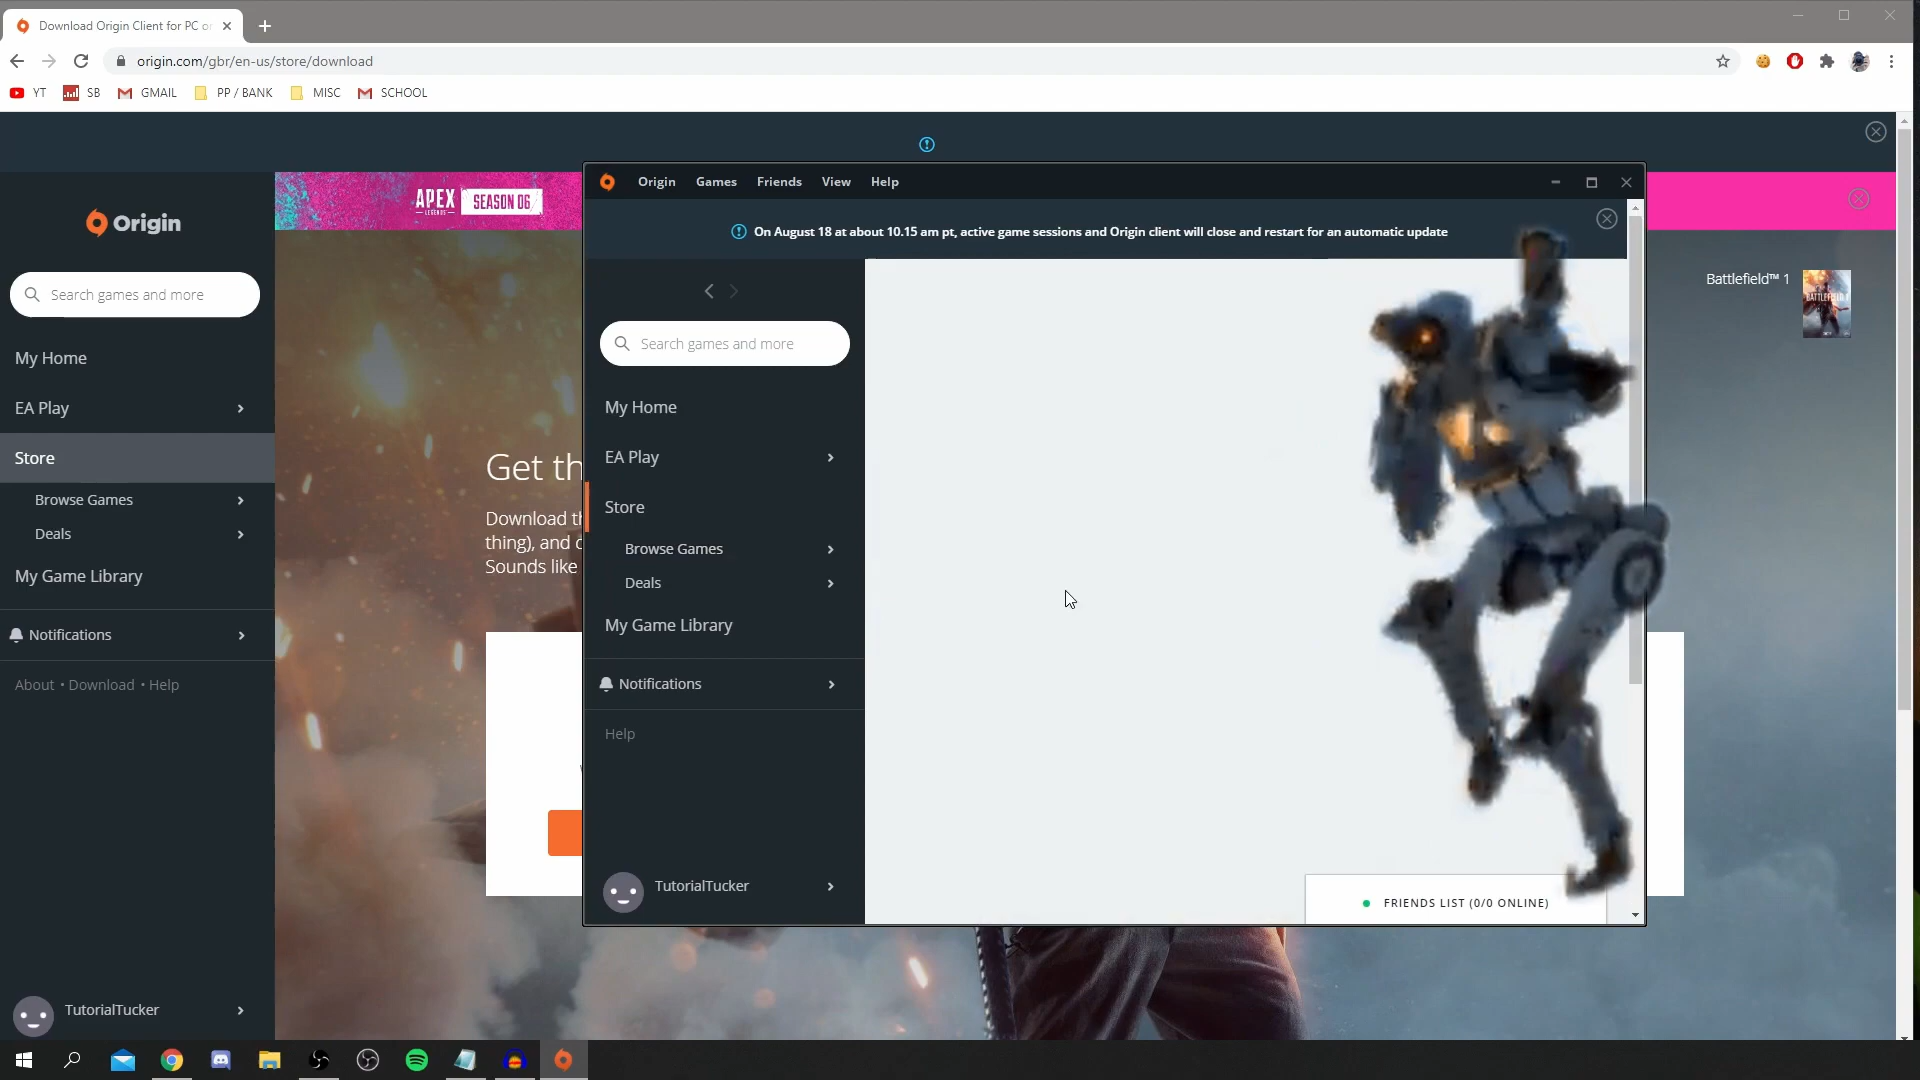 Download Origin Client for PC or
origin.com/gbr/en-us/store/download
YT
SB
GMAIL
PP / BANK
MISC
SCHOOL
Origin
Search games and more
My Home
EA Play
Store
Browse Games
Deals
My Game Library
Notifications
About • Download • Help
TutorialTucker
APEX
LEGENDS
SEASON 06
Get th
Download th
thing), and
Sounds like
Battlefield™ 1
BATTLEFIELD 1
Origin
Games
Friends
View
Help
On August 18 at about 10.15 am pt, active game sessions and Origin client will close and restart for an automatic update
Search games and more
My Home
EA Play
Store
Browse Games
Deals
My Game Library
Notifications
Help
TutorialTucker
FRIENDS LIST (0/0 ONLINE)